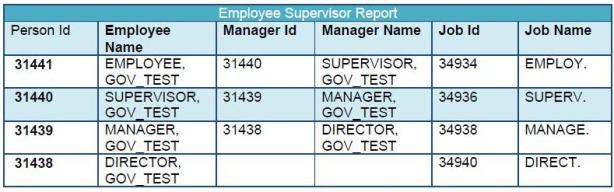 Employee Supervisor Report
Person Id Employee Name Manager Id Manager Name Job Id Job Name
31441 EMPLOYEE, GOV_TEST 31440 SUPERVISOR, GOV_TEST 34934 EMPLOY.
31440 SUPERVISOR, GOV_TEST 31439 MANAGER, GOV_TEST 34936 SUPERV.
31439 MANAGER, GOV_TEST 31438 DIRECTOR, GOV_TEST 34938 MANAGE.
31438 DIRECTOR, GOV_TEST 34940 DIRECT.